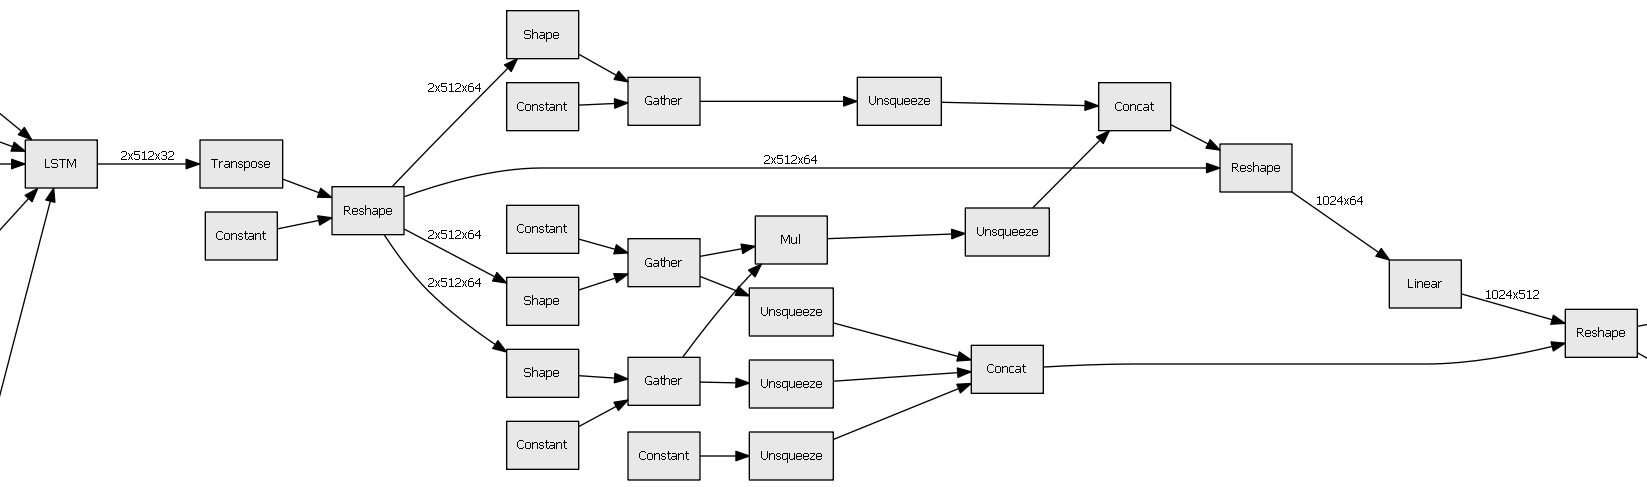 Shape
2x512x64
Constant
Gather
Unsqueeze
Concat
LSTM
2x512x32
Transpose
2x512x64
Reshape
Reshape
1024x64
Constant
2x512x64
Constant
Gather
Mul
Unsqueeze
2x512x64
Shape
Unsqueeze
Linear
1024x512
Reshape
Shape
Gather
Unsqueeze
Concat
Constant
Constant
Unsqueeze